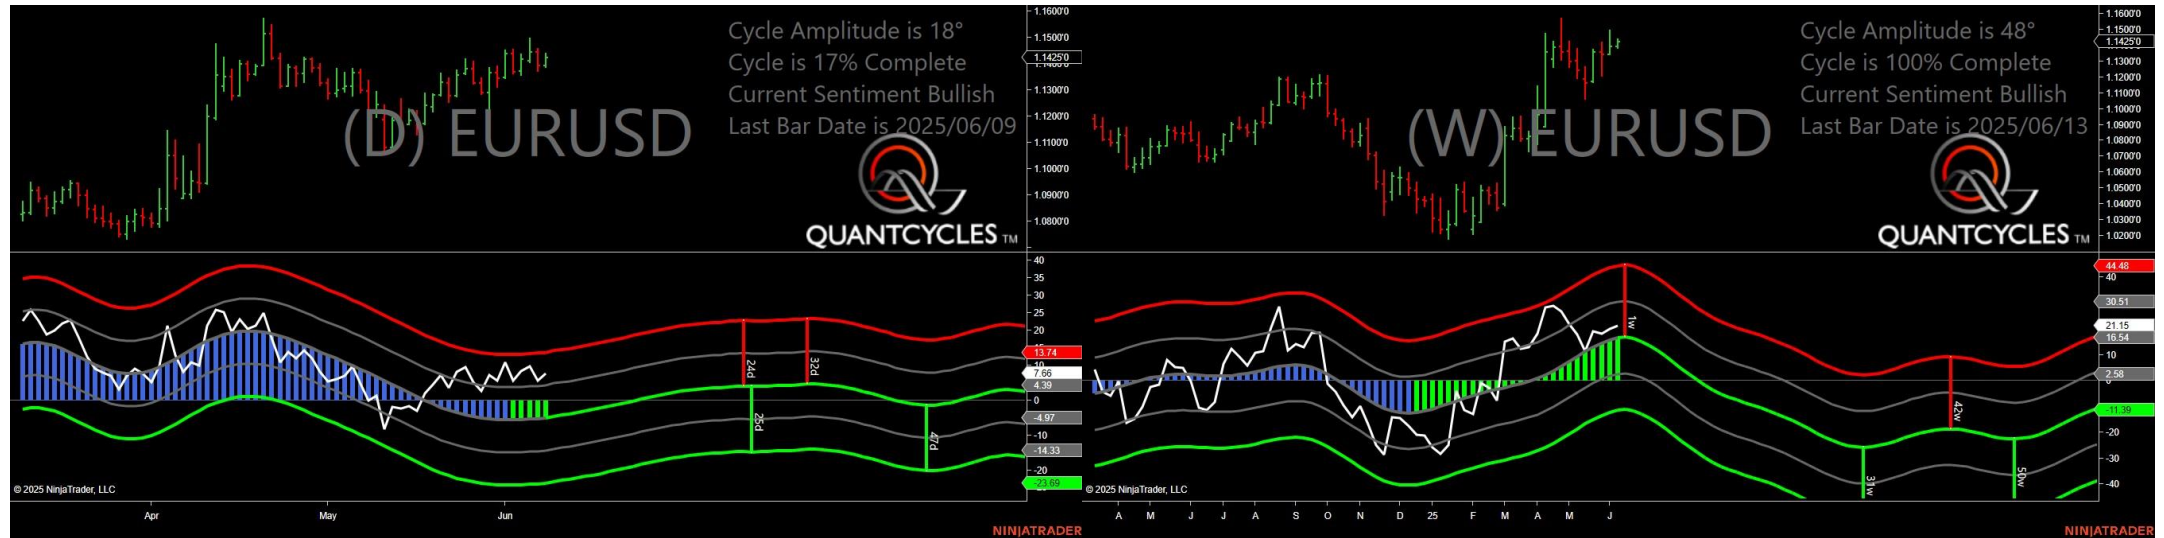 Cycle Amplitude is 18°
Cycle is 17% Complete
Current Sentiment Bullish
Last Bar Date is 2025/06/09
(D) EURUSD
QUANTCYCLES TM
1.1600'0
1.1500'0
1.1425'0
1.1300'0
1.1200'0
1.1100'0
1.1000'0
1.0900'0
1.0800'0
40
35
30
25
20
13.74
10
7.66
4.39
0
-4.97
-10
-14.33
-20
-23.69
24d
32d
25d
47d
© 2025 NinjaTrader, LLC
Apr May Jun
NINJATRADER
Cycle Amplitude is 48°
Cycle is 100% Complete
Current Sentiment Bullish
Last Bar Date is 2025/06/13
(W) EURUSD
QUANTCYCLES TM
1.1600'0
1.1500'0
1.1425'0
1.1300'0
1.1200'0
1.1000'0
1.0900'0
1.0800'0
1.0700'0
1.0600'0
1.0500'0
1.0400'0
1.0300'0
1.0200'0
44.48
40
30.51
21.15
16.54
10
2.58
-11.39
-20
-30
-40
1w
42w
31w
50w
© 2025 NinjaTrader, LLC
A M J J A S O N D 25 F M A M J
NINJATRADER